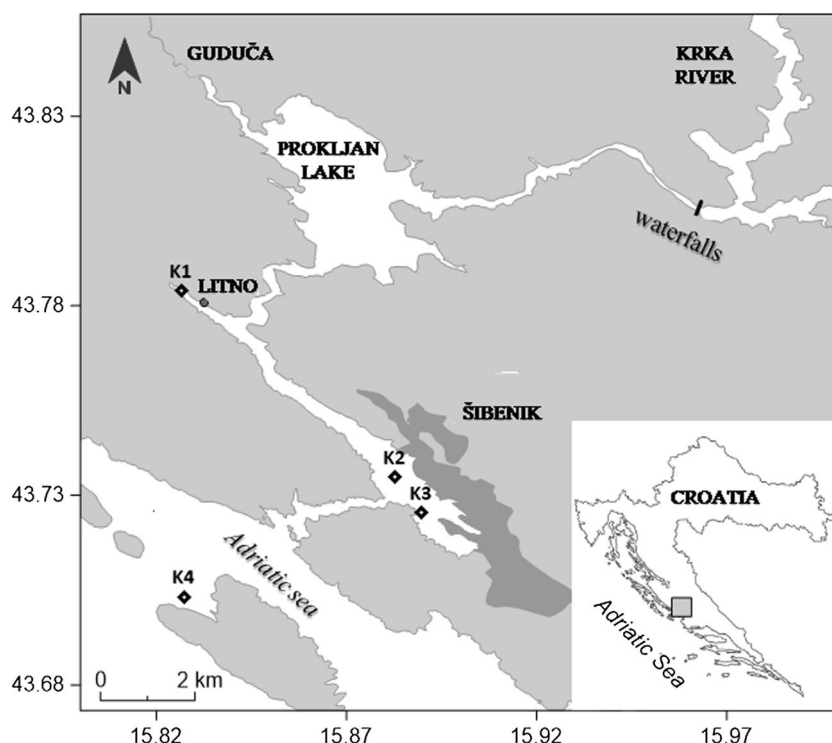 GUDUČA
KRKA
RIVER
N
43.83
PROKLJAN
LAKE
waterfalls
K1
LITNO
43.78
ŠIBENIK
K2
K3
43.73
CROATIA
Adriatic sea
K4
Adriatic Sea
0 2 km
43.68
15.82 15.87 15.92 15.97